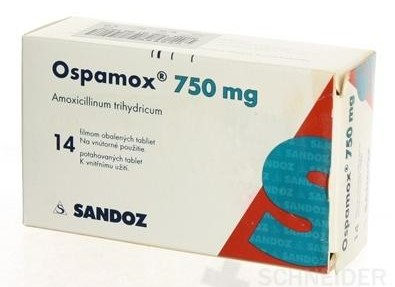 Ospamox® 750 mg
Amoxicillinum trihydricum
14
filmom obalených tabliet
Na vnútorné použitie
potahovaných tablet
K vnitřnímu užití.
S SANDOZ
S
Ospamox® 750 mg
14
SANDOZ
SCHNEIDER